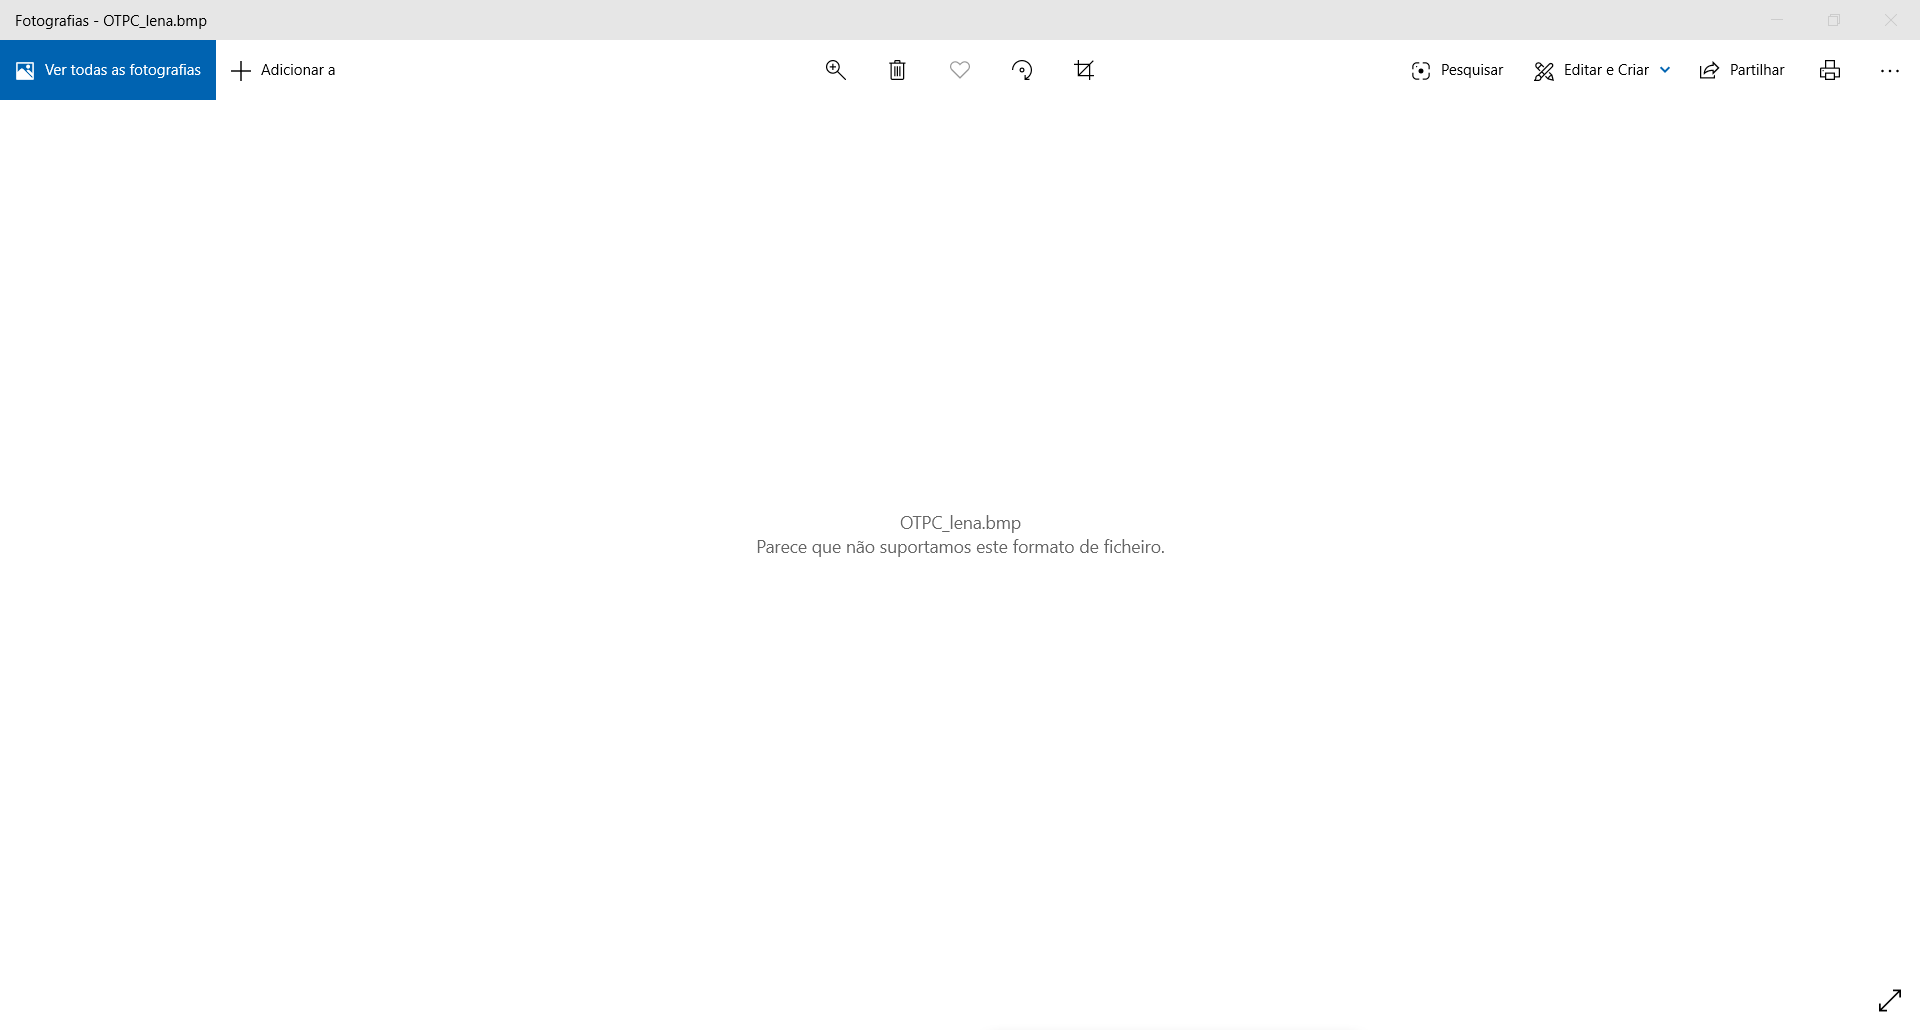 Fotografias - OTPC_lena.bmp
Ver todas as fotografias
Adicionar a
Pesquisar
Editar e Criar
Partilhar
OTPC_lena.bmp
Parece que não suportamos este formato de ficheiro.